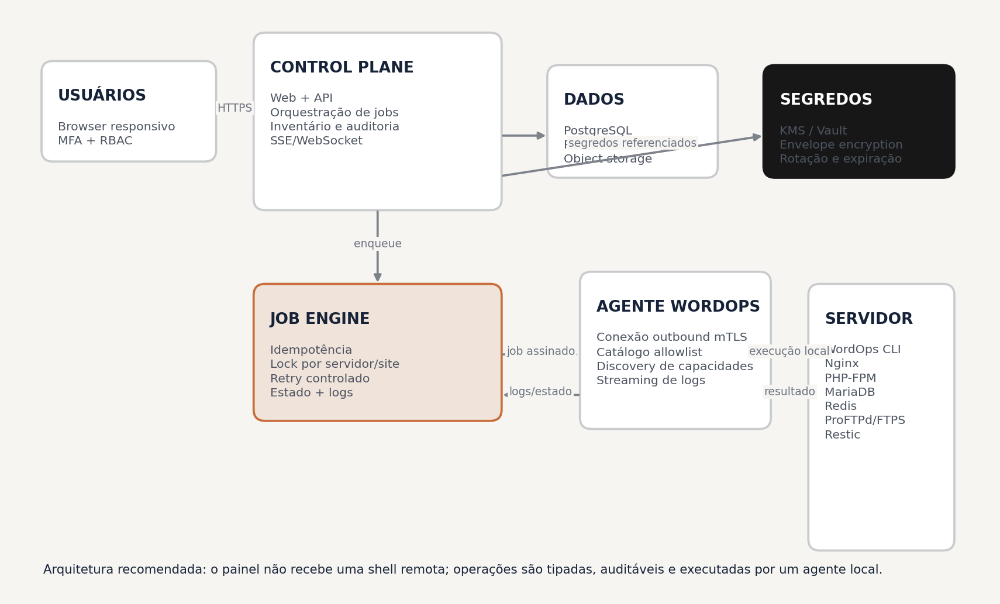 USUÁRIOS
Browser responsivo
MFA + RBAC
HTTPS
CONTROL PLANE
Web + API
Orquestração de jobs
Inventário e auditoria
SSE/WebSocket
DADOS
PostgreSQL
segredos referenciados
Object storage
SEGREDOS
KMS / Vault
Envelope encryption
Rotação e expiração
enqueue
JOB ENGINE
Idempotência
Lock por servidor/site
Retry controlado
Estado + logs
job assinado
logs/estado
AGENTE WORDOPS
Conexão outbound mTLS
Catálogo allowlist
Discovery de capacidades
Streaming de logs
execução local
resultado
SERVIDOR
WordOps CLI
Nginx
PHP-FPM
MariaDB
Redis
ProFTPd/FTPS
Restic
Arquitetura recomendada: o painel não recebe uma shell remota; operações são tipadas, auditáveis e executadas por um agente local.